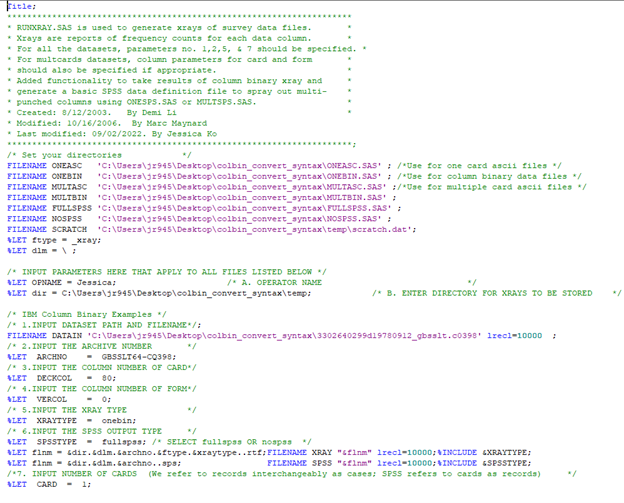 Title;
*******************************************************************
* RUNXRAY.SAS is used to generate xrays of survey data files. *
* Xrays are reports of frequency counts for each data column. *
* For all the datasets, parameters no. 1,2,5, & 7 should be specified. *
* For multcards datasets, column parameters for card and form *
* should also be specified if appropriate. *
* Added functionality to take results of column binary xray and
* generate a basic SPSS data definition file to spray out multi-
* punched columns using ONESPS.SAS or MULTSPS.SAS. *
* Created: 8/12/2003. By Demi Li *
* Modified: 10/16/2006. By Marc Maynard
* Last modified: 09/02/2022. By Jessica Ko
*******************************************************************;
/* Set your directories */
FILENAME ONEASC 'C:\Users\jr945\Desktop\colbin_convert_syntax\ONEASC.SAS' ; /*Use for one card ascii files */
FILENAME ONEBIN 'C:\Users\jr945\Desktop\colbin_convert_syntax\ONEBIN.SAS' ; /*Use for column binary data files */
FILENAME MULTASC 'C:\Users\jr945\Desktop\colbin_convert_syntax\MULTASC.SAS' ;/*Use for multiple card ascii files */
FILENAME MULTBIN 'C:\Users\jr945\Desktop\colbin_convert_syntax\MULTBIN.SAS' ;
FILENAME FULLSPSS 'C:\Users\jr945\Desktop\colbin_convert_syntax\FULLSPSS.SAS' ;
FILENAME NOSPSS 'C:\Users\jr945\Desktop\colbin_convert_syntax\NOSPSS.SAS' ;
FILENAME SCRATCH 'C:\Users\jr945\Desktop\colbin_convert_syntax\temp\scratch.dat';
%LET ftype = _xray;
%LET dlm = \ ;
/* INPUT PARAMETERS HERE THAT APPLY TO ALL FILES LISTED BELOW */
%LET OPNAME = Jessica; /* A. OPERATOR NAME */
%LET dir = C:\Users\jr945\Desktop\colbin_convert_syntax\temp; /* B. ENTER DIRECTORY FOR XRAYS TO BE STORED */
/* IBM Column Binary Examples */
/* 1.INPUT DATASET PATH AND FILENAME*/;
FILENAME DATAIN 'C:\Users\jr945\Desktop\colbin_convert_syntax\3302640299d19780912_gbsslt.c0398' lrecl=10000 ;
/* 2.INPUT THE ARCHIVE NUMBER */
%LET ARCHNO = GBSSLT64-CQ398;
/* 3.INPUT THE COLUMN NUMBER OF CARD*/
%LET DECKCOL = 80;
/* 4.INPUT THE COLUMN NUMBER OF FORM*/
%LET VERCOL = 0;
/* 5.INPUT THE XRAY TYPE */
%LET XRAYTYPE = onebin;
/* 6.INPUT THE SPSS OUTPUT TYPE */
%LET SPSSTYPE = fullspss; /* SELECT fullspss OR nospss */
%LET flnm = &dir.&dlm.&archno.&ftype.&xraytype..rtf;FILENAME XRAY "&flnm" lrecl=10000;%INCLUDE &XRAYTYPE;
%LET flnm = &dir.&dlm.&archno..sps; FILENAME SPSS "&flnm" lrecl=10000;%INCLUDE &SPSSTYPE;
/*7. INPUT NUMBER OF CARDS (We refer to records interchangeably as cases; SPSS refers to cards as records) */
%LET CARD = 1;